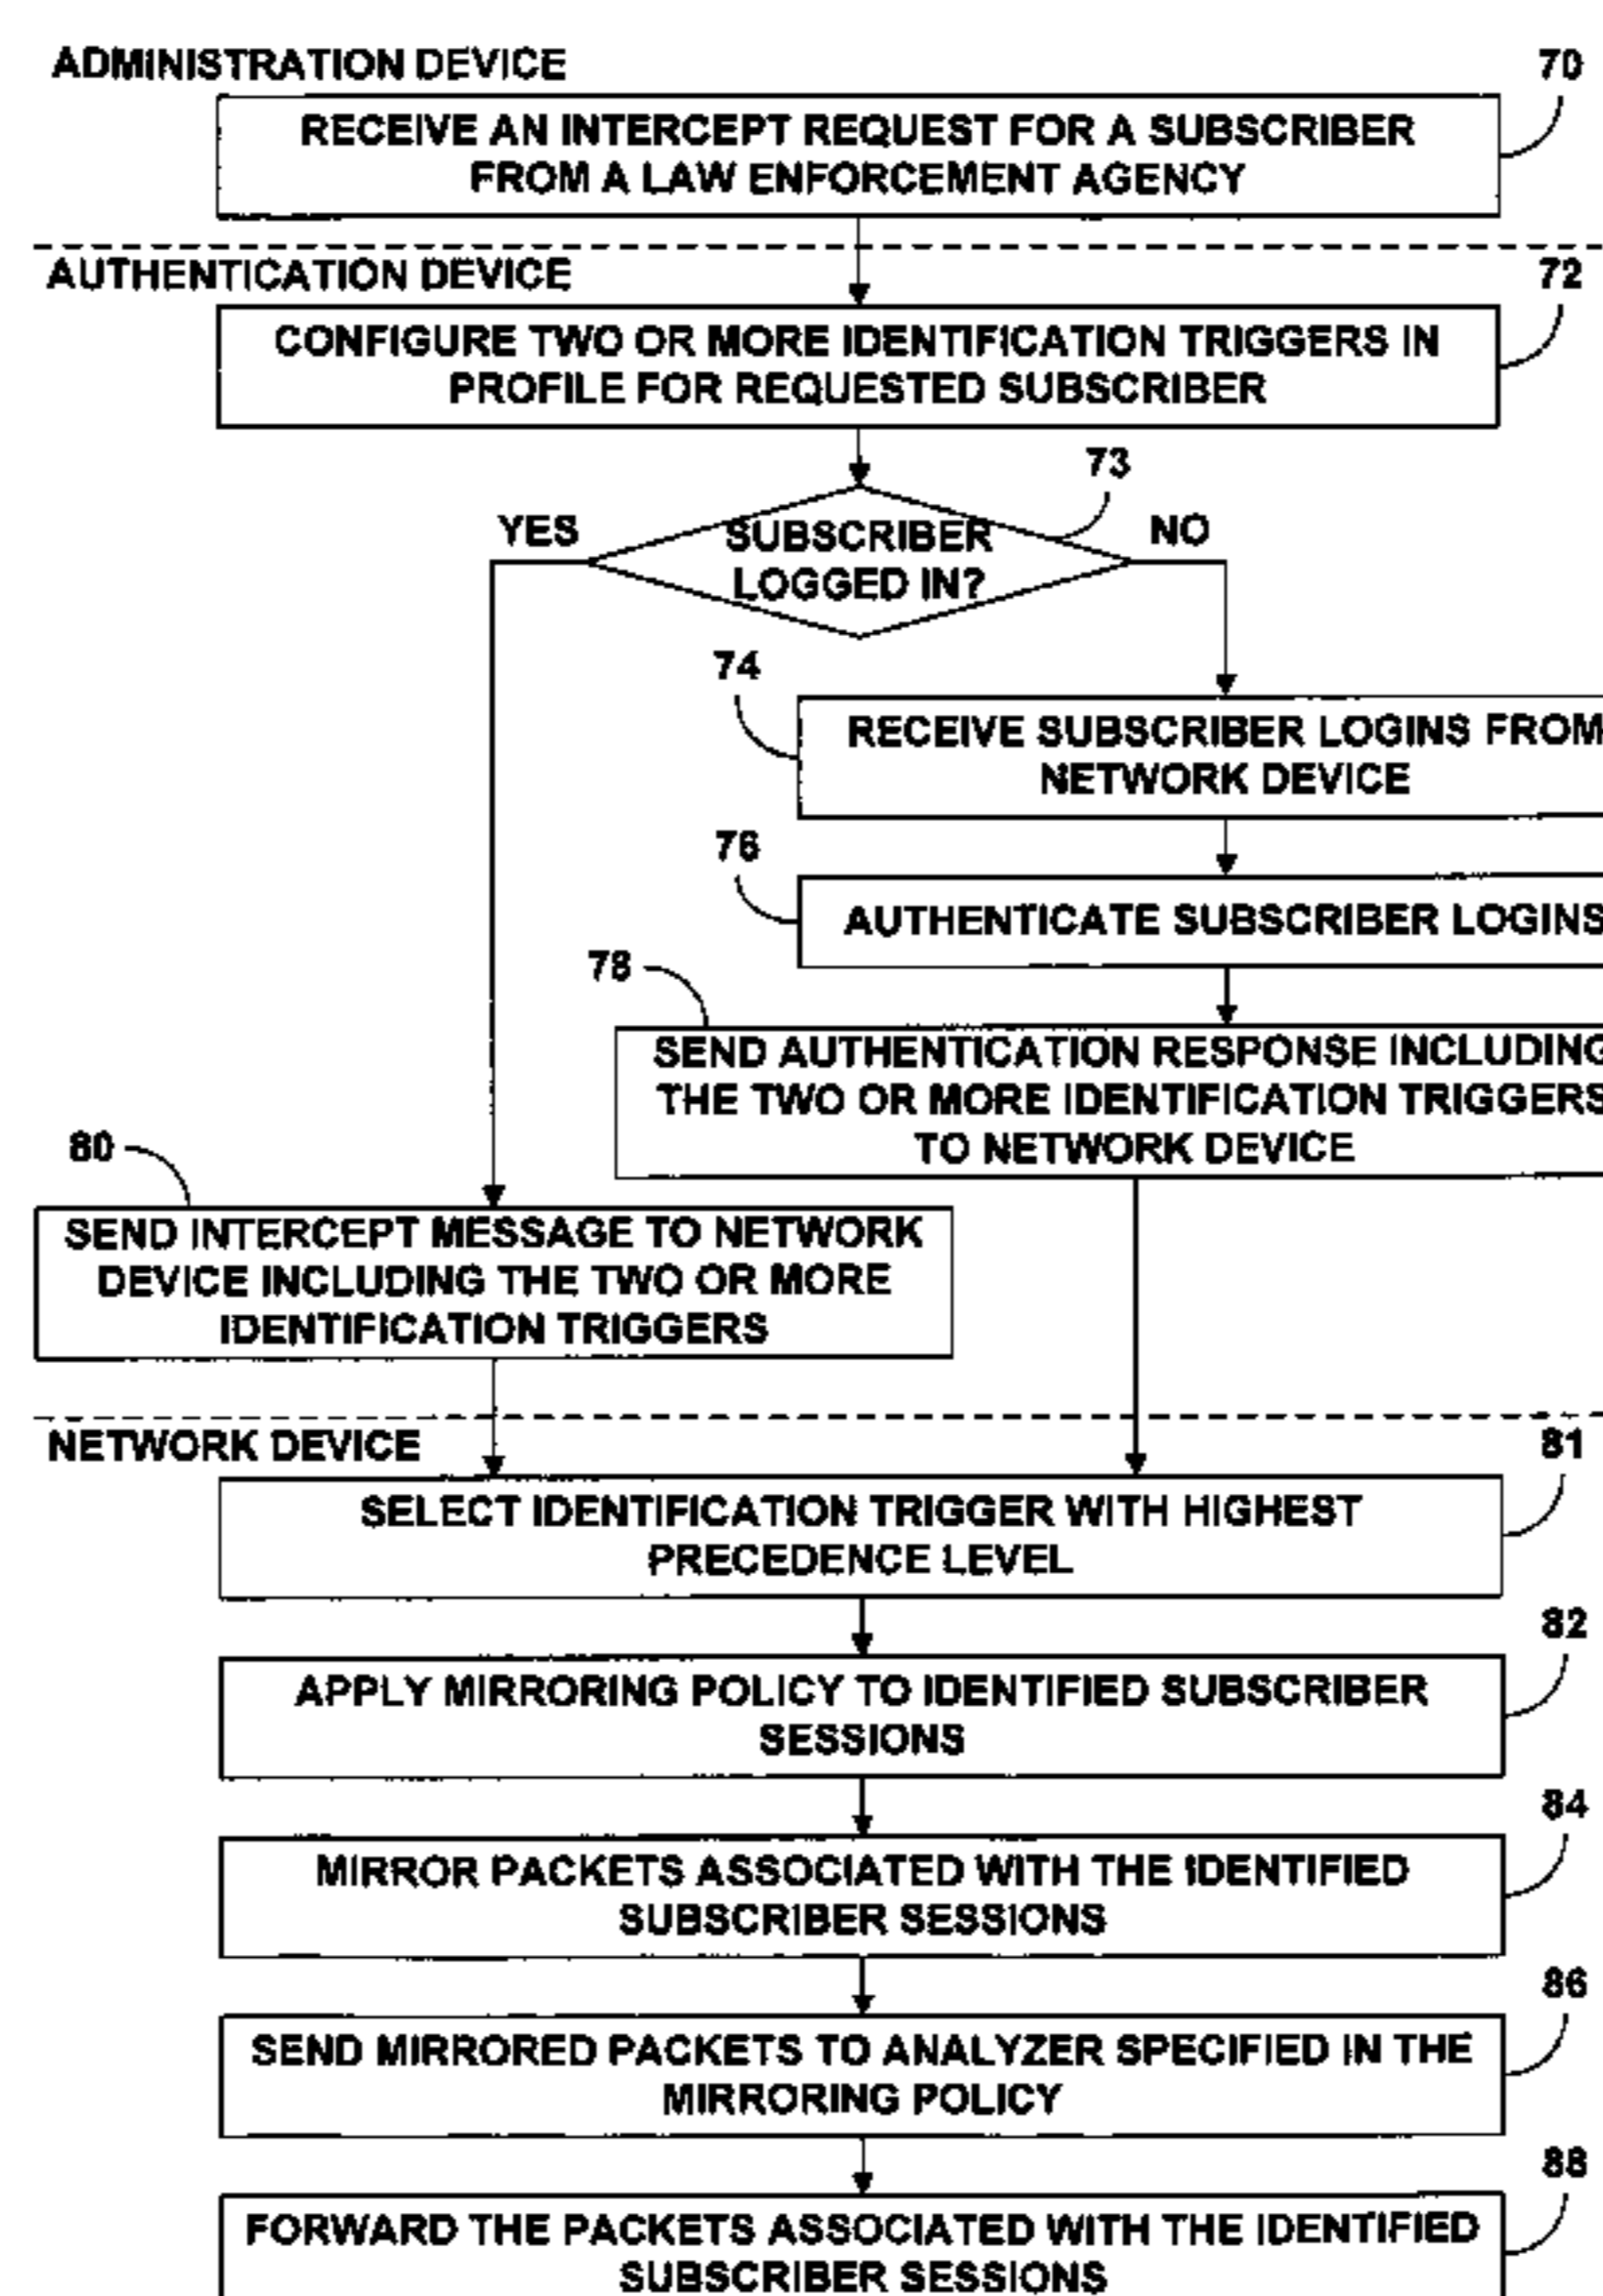 ADMINISTRATION DEVICE
70
RECEIVE AN INTERCEPT REQUEST FOR A SUBSCRIBER
FROM A LAW ENFORCEMENT AGENCY
AUTHENTICATION DEVICE
72
CONFIGURE TWO OR MORE IDENTIFICATION TRIGGERS IN
PROFILE FOR REQUESTED SUBSCRIBER
73
YES
SUBSCRIBER
LOGGED IN?
NO
74
RECEIVE SUBSCRIBER LOGINS FROM
NETWORK DEVICE
76
AUTHENTICATE SUBSCRIBER LOGINS
78
SEND AUTHENTICATION RESPONSE INCLUDING
THE TWO OR MORE IDENTIFICATION TRIGGERS
TO NETWORK DEVICE
80
SEND INTERCEPT MESSAGE TO NETWORK
DEVICE INCLUDING THE TWO OR MORE
IDENTIFICATION TRIGGERS
NETWORK DEVICE
81
SELECT IDENTIFICATION TRIGGER WITH HIGHEST
PRECEDENCE LEVEL
82
APPLY MIRRORING POLICY TO IDENTIFIED SUBSCRIBER
SESSIONS
84
MIRROR PACKETS ASSOCIATED WITH THE IDENTIFIED
SUBSCRIBER SESSIONS
86
SEND MIRRORED PACKETS TO ANALYZER SPECIFIED IN THE
MIRRORING POLICY
88
FORWARD THE PACKETS ASSOCIATED WITH THE IDENTIFIED
SUBSCRIBER SESSIONS